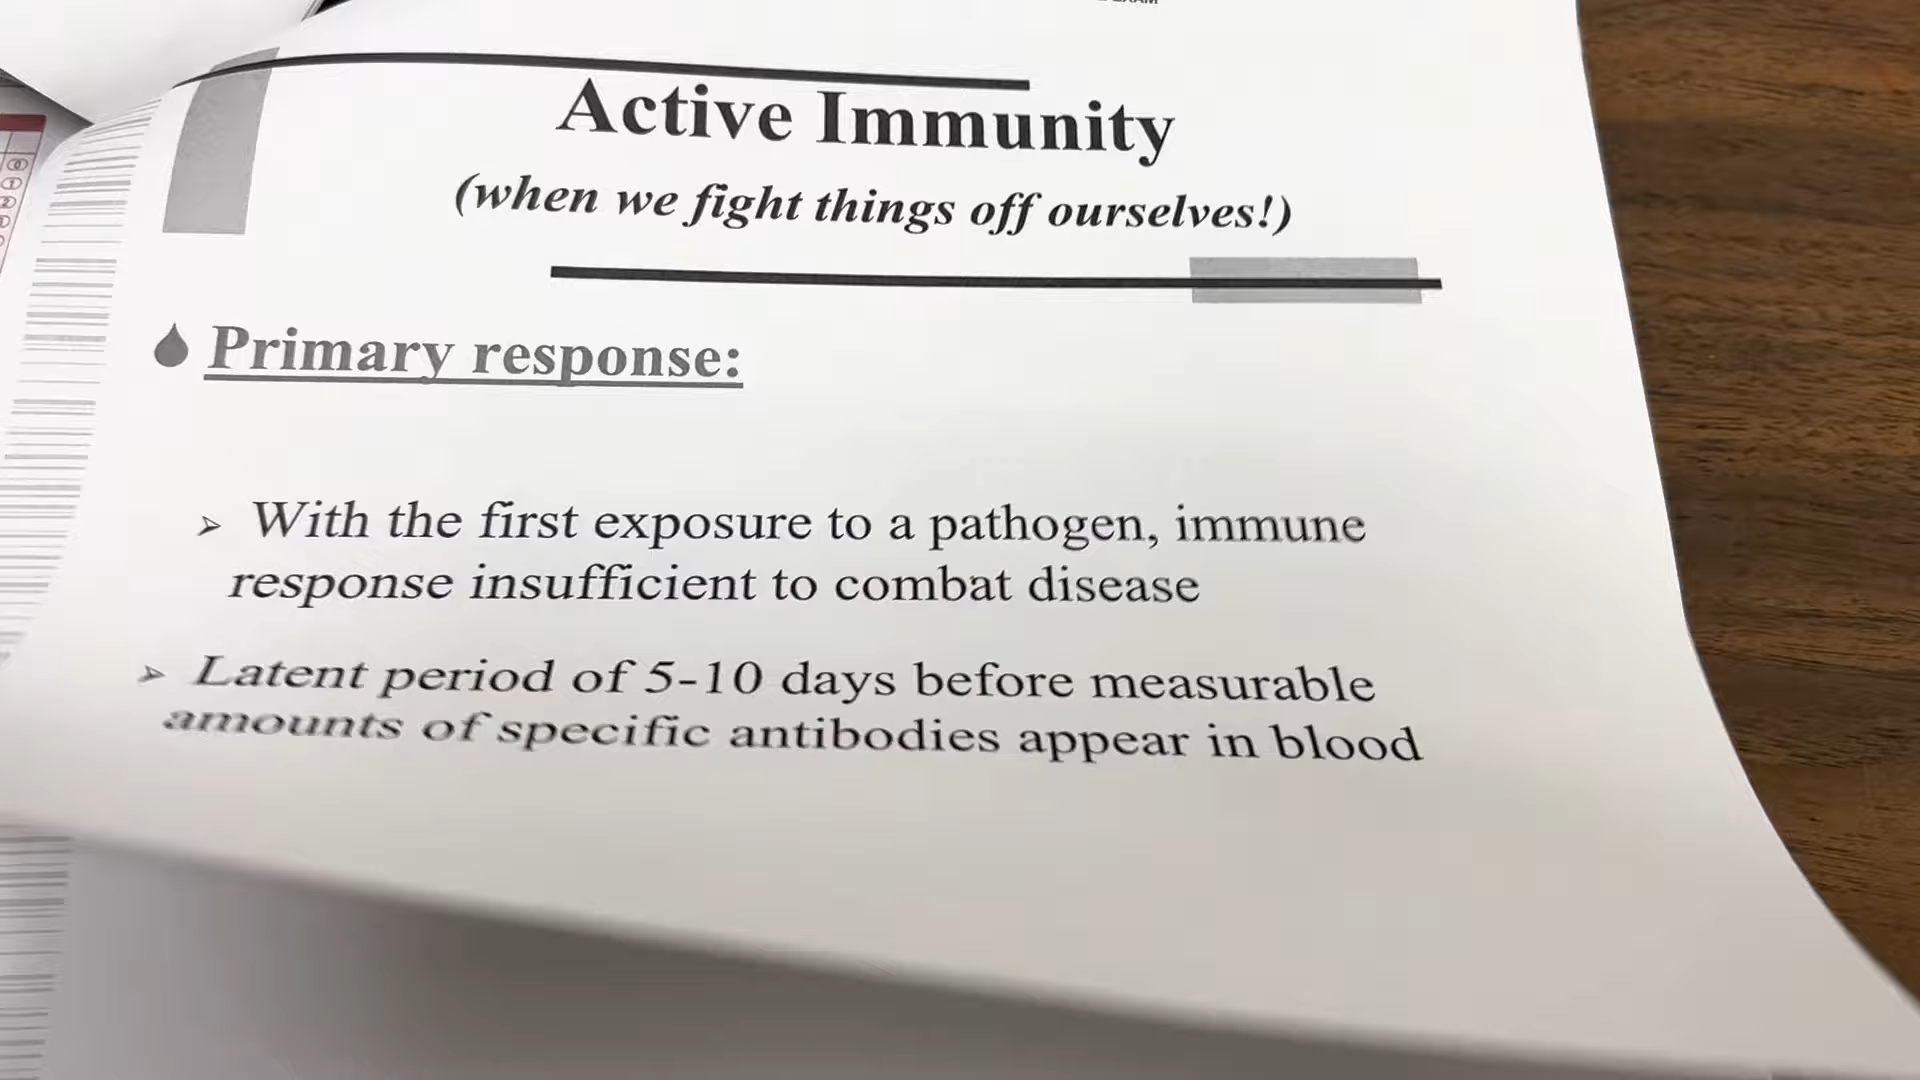 Active Immunity
(when we fight things off ourselves!)
Primary response:
➢ With the first exposure to a pathogen, immune
response insufficient to combat disease
➢ Latent period of 5-10 days before measurable
amounts of specific antibodies appear in blood